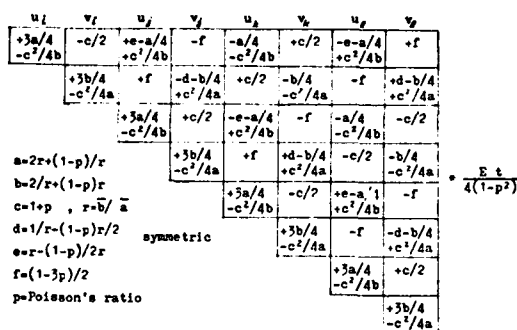 u_i v_i u_j v_j u_k v_k u_e v_e
+3a/4 -c²/4b -c/2 +e-a/4 +c²/4b -f -a/4 -c²/4b +c/2 -e-a/4 +c²/4b +f
+3b/4 -c²/4a +f -d-b/4 +c²/4a +c/2 -b/4 -c²/4a -f +d-b/4 +c²/4a
+3a/4 -c²/4b +c/2 -e-a/4 +c²/4b -f -a/4 -c²/4b -c/2
+3b/4 -c²/4a +f +d-b/4 +c²/4a -c/2 -b/4 -c²/4a
+3a/4 -c²/4b -c/2 +e-a/4 +c²/4b -f
+3b/4 -c²/4a -f -d-b/4 +c²/4a
+3a/4 -c²/4b +c/2
+3b/4 -c²/4a
* E t / 4(1-p²)
a=2r+(1-p)/r
b=2/r+(1-p)r
c=1+p , r=b̄/ ā
d=1/r-(1-p)r/2
e=r-(1-p)/2r
f=(1-3p)/2
p=Poisson's ratio
symmetric